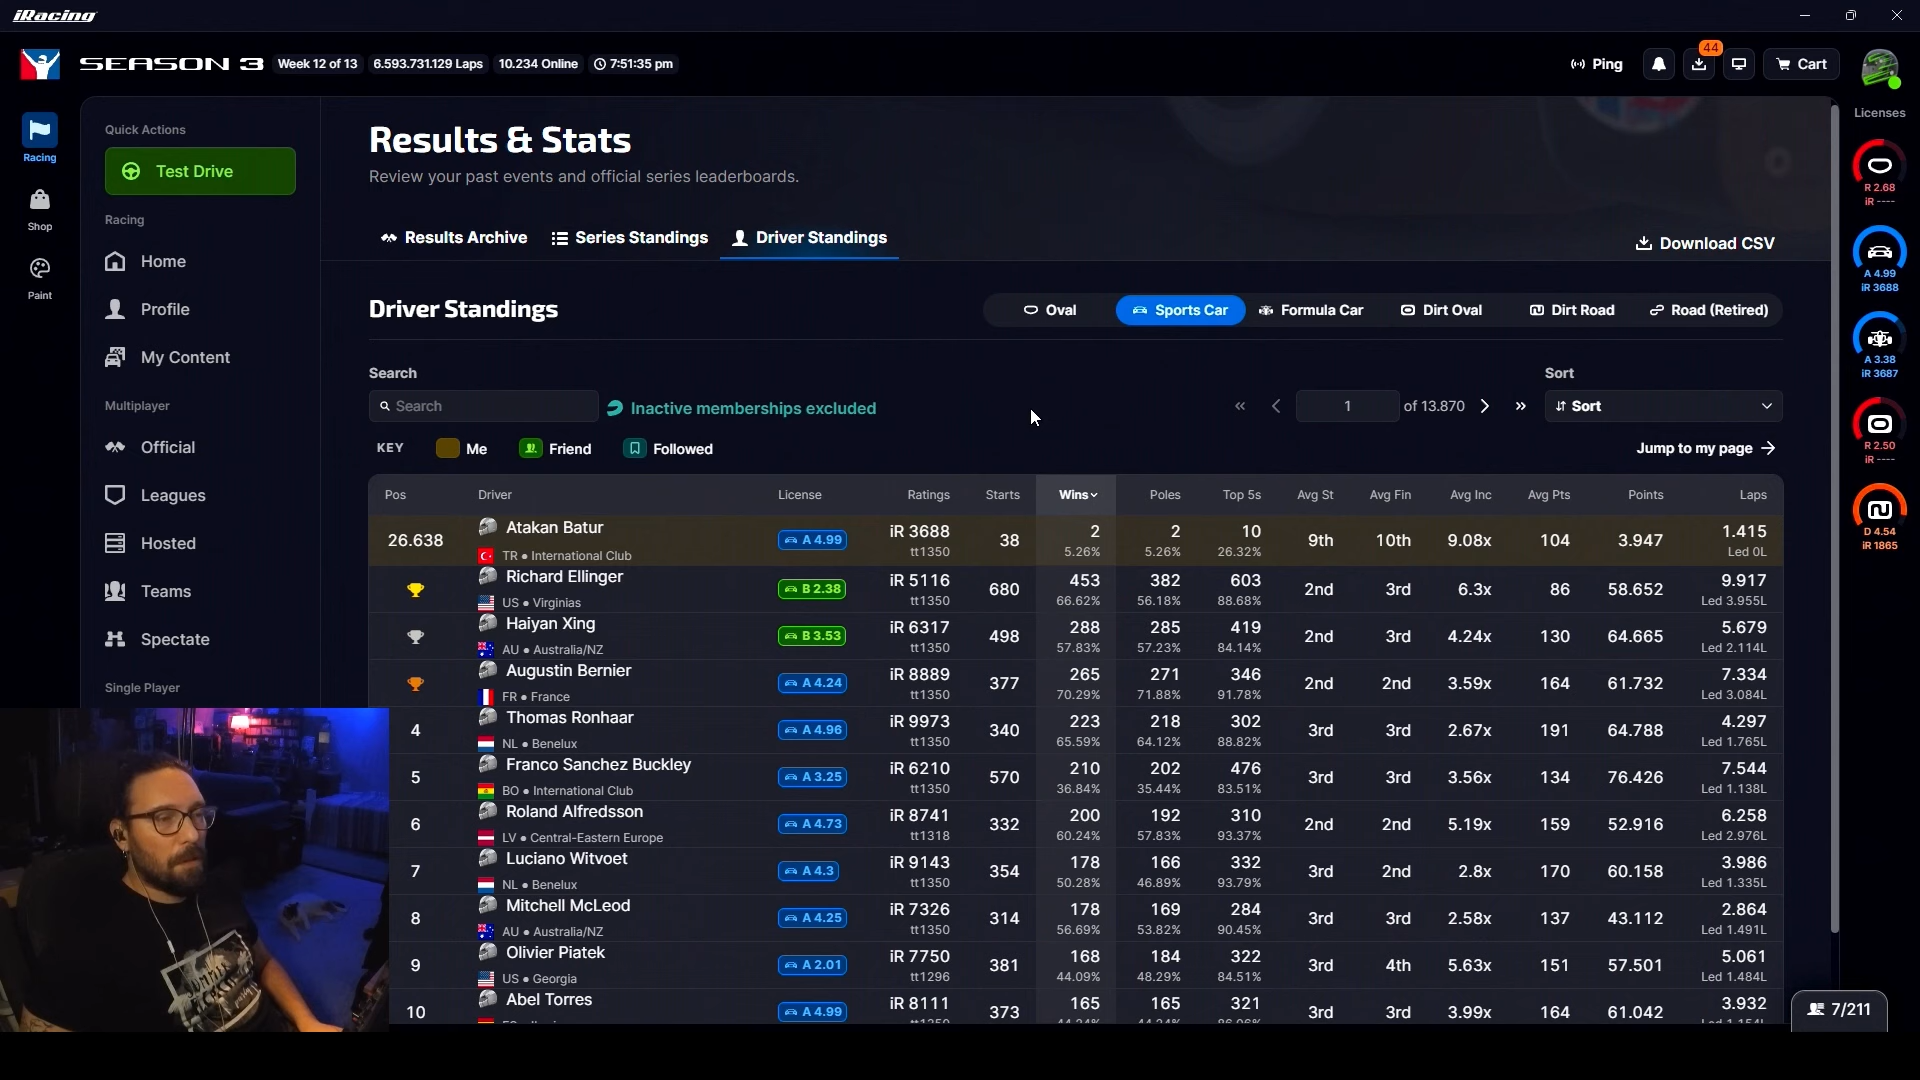 iRacing
SEASON 3
Week 12 of 13
6.593.731.129 Laps
10.234 Online
7:51:35 pm
Ping
44
Cart
Racing
Shop
Paint
Quick Actions
Test Drive
Racing
Home
Profile
My Content
Multiplayer
Official
Leagues
Hosted
Teams
Spectate
Single Player
Results & Stats
Review your past events and official series leaderboards.
Results Archive
Series Standings
Driver Standings
Download CSV
Driver Standings
Oval
Sports Car
Formula Car
Dirt Oval
Dirt Road
Road (Retired)
Search
Sort
Search
Inactive memberships excluded
1 of 13.870
Sort
KEY Me Friend Followed
Jump to my page
Pos Driver License Ratings Starts Wins Poles Top 5s Avg St Avg Fin Avg Inc Avg Pts Points Laps
26.638 Atakan Batur A 4.99 iR 3688 38 2 2 10 9th 10th 9.08x 104 3.947 1.415
TR • International Club tt1350 5.26% 5.26% 26.32% Led 0L
Richard Ellinger B 2.38 iR 5116 680 453 382 603 2nd 3rd 6.3x 86 58.652 9.917
US • Virginias tt1350 66.62% 56.18% 88.68% Led 3.955L
Haiyan Xing B 3.53 iR 6317 498 288 285 419 2nd 3rd 4.24x 130 64.665 5.679
AU • Australia/NZ tt1350 57.83% 57.23% 84.14% Led 2.114L
Augustin Bernier A 4.24 iR 8889 377 265 271 346 2nd 2nd 3.59x 164 61.732 7.334
FR • France tt1350 70.29% 71.88% 91.78% Led 3.084L
4 Thomas Ronhaar A 4.96 iR 9973 340 223 218 302 3rd 3rd 2.67x 191 64.788 4.297
NL • Benelux tt1350 65.59% 64.12% 88.82% Led 1.765L
5 Franco Sanchez Buckley A 3.25 iR 6210 570 210 202 476 3rd 3rd 3.56x 134 76.426 7.544
BO • International Club tt1350 36.84% 35.44% 83.51% Led 1.138L
6 Roland Alfredsson A 4.73 iR 8741 332 200 192 310 2nd 2nd 5.19x 159 52.916 6.258
LV • Central-Eastern Europe tt1318 60.24% 57.83% 93.37% Led 2.976L
7 Luciano Witvoet A 4.3 iR 9143 354 178 166 332 3rd 2nd 2.8x 170 60.158 3.986
NL • Benelux tt1350 50.28% 46.89% 93.79% Led 1.335L
8 Mitchell McLeod A 4.25 iR 7326 314 178 169 284 3rd 3rd 2.58x 137 43.112 2.864
AU • Australia/NZ tt1350 56.69% 53.82% 90.45% Led 1.491L
9 Olivier Piatek A 2.01 iR 7750 381 168 184 322 3rd 4th 5.63x 151 57.501 5.061
US • Georgia tt1296 44.09% 48.29% 84.51% Led 1.484L
10 Abel Torres A 4.99 iR 8111 373 165 165 321 3rd 3rd 3.99x 164 61.042 3.932
Licenses
R 2.68
iR ----
A 4.99
iR 3688
A 3.38
iR 3687
R 2.50
iR ----
D 4.54
iR 1865
7/211